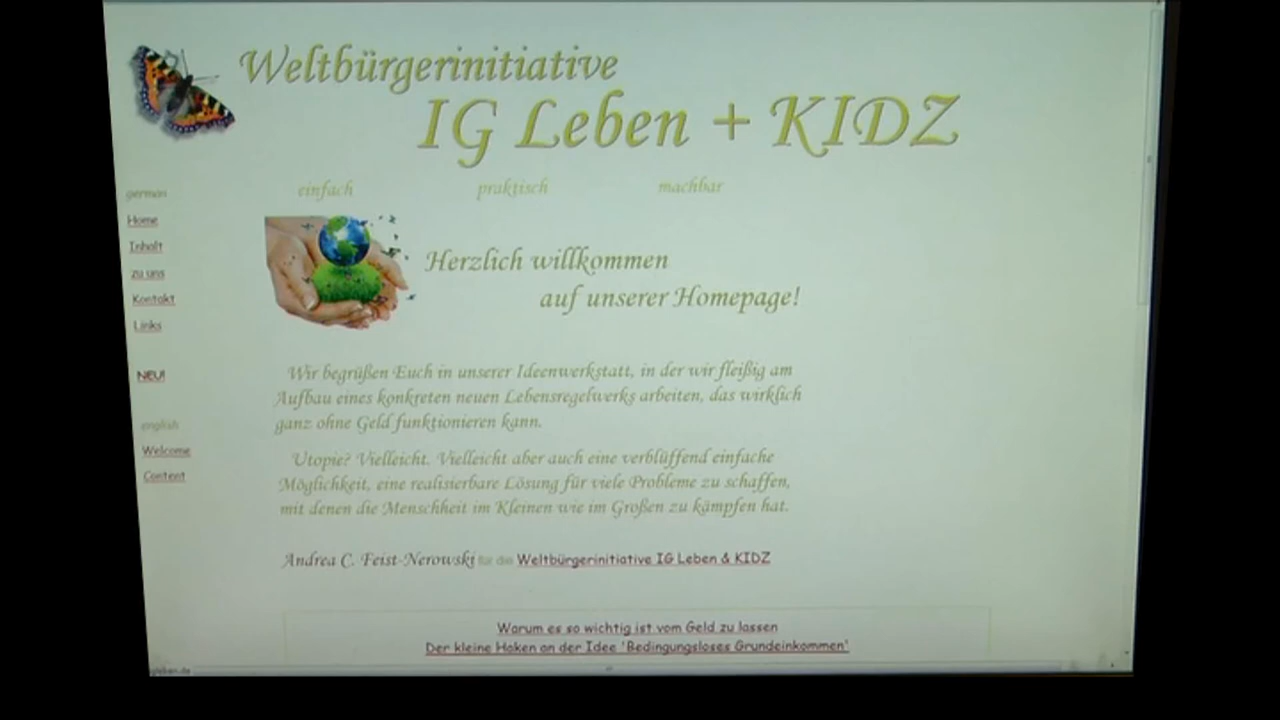 Weltbürgerinitiative
IG Leben + KIDZ
einfach praktisch machbar
german
Home
Inhalt
zu uns
Kontakt
Links
NEU!
english
Welcome
Content
Herzlich willkommen
auf unserer Homepage!
Wir begrüßen Euch in unserer Ideenwerkstatt, in der wir fleißig am
Aufbau eines konkreten neuen Lebensregelwerks arbeiten, das wirklich
ganz ohne Geld funktionieren kann.
Utopie? Vielleicht. Vielleicht aber auch eine verblüffend einfache
Möglichkeit, eine realisierbare Lösung für viele Probleme zu schaffen,
mit denen die Menschheit im Kleinen wie im Großen zu kämpfen hat.
Andrea C. Feist-Nerowski für die Weltbürgerinitiative IG Leben & KIDZ
Warum es so wichtig ist vom Geld zu lassen
Der kleine Haken an der Idee 'Bedingungsloses Grundeinkommen'